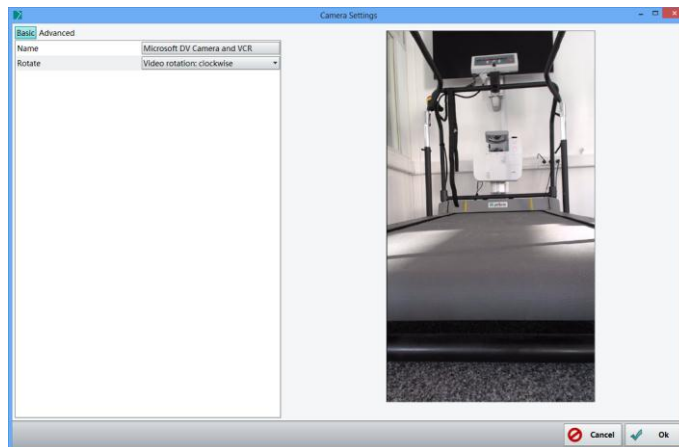 Camera Settings
Basic Advanced
Name Microsoft DV Camera and VCR
Rotate Video rotation: clockwise
Cancel Ok